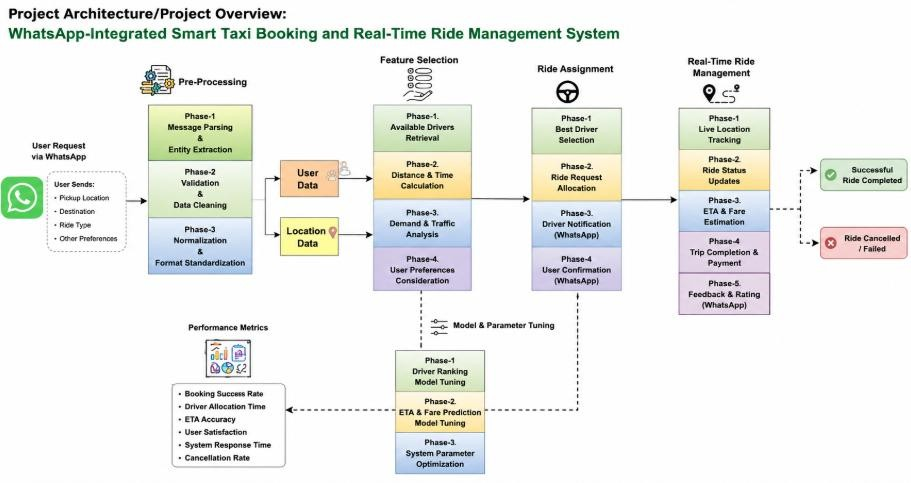 Project Architecture/Project Overview:
WhatsApp-Integrated Smart Taxi Booking and Real-Time Ride Management System
User Request
via WhatsApp
User Sends:
• Pickup Location
• Destination
• Ride Type
• Other Preferences
Pre-Processing
Phase-1
Message Parsing
&
Entity Extraction
Phase-2
Validation
&
Data Cleaning
Phase-3
Normalization
&
Format Standardization
User
Data
Location
Data
Feature Selection
Phase-1.
Available Drivers
Retrieval
Phase-2.
Distance & Time
Calculation
Phase-3.
Demand & Traffic
Analysis
Phase-4.
User Preferences
Consideration
Ride Assignment
Phase-1
Best Driver
Selection
Phase-2.
Ride Request
Allocation
Phase-3.
Driver Notification
(WhatsApp)
Phase-4
User Confirmation
(WhatsApp)
Real-Time Ride
Management
Phase-1
Live Location
Tracking
Phase-2.
Ride Status
Updates
Phase-3.
ETA & Fare
Estimation
Phase-4
Trip Completion &
Payment
Phase-5.
Feedback & Rating
(WhatsApp)
Successful
Ride Completed
Ride Cancelled
/ Failed
Model & Parameter Tuning
Phase-1
Driver Ranking
Model Tuning
Phase-2.
ETA & Fare Prediction
Model Tuning
Phase-3.
System Parameter
Optimization
Performance Metrics
• Booking Success Rate
• Driver Allocation Time
• ETA Accuracy
• User Satisfaction
• System Response Time
• Cancellation Rate